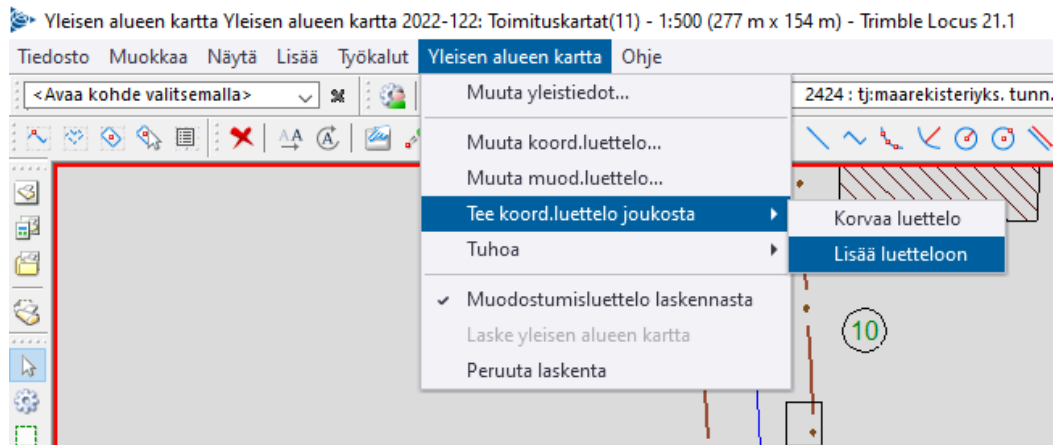 Yleisen alueen kartta Yleisen alueen kartta 2022-122: Toimituskartat(11) - 1:500 (277 m x 154 m) - Trimble Locus 21.1
Tiedosto Muokkaa Näytä Lisää Työkalut Yleisen alueen kartta Ohje
<Avaa kohde valitsemalla> 2424 : tj:maarekisteriyks. tunn.
Muuta yleistiedot...
Muuta koord.luettelo...
Muuta muod.luettelo...
Tee koord.luettelo joukosta
Korvaa luettelo
Tuhoa
Lisää luetteloon
Muodostumisluettelo laskennasta
Laske yleisen alueen kartta
Peruuta laskenta
10